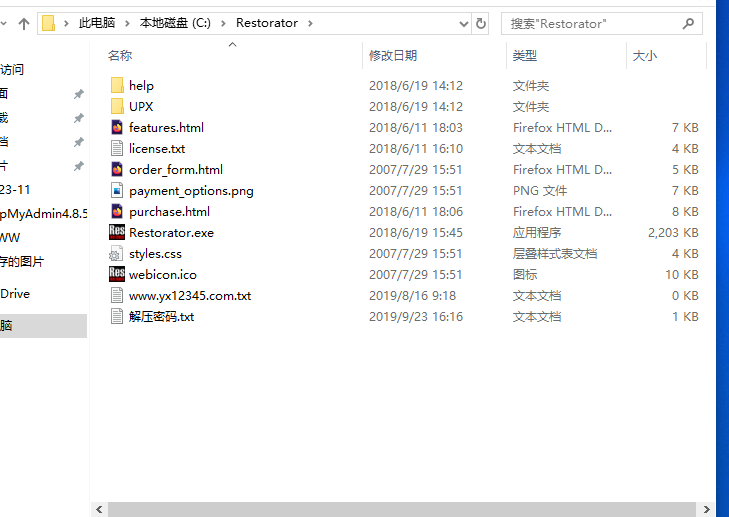 此电脑 本地磁盘 (C:) Restorator 搜索"Restorator"
名称 修改日期 类型 大小
访问
面
载
档
片
23-11
pMyAdmin4.8.5
WW
存的图片
Drive
脑
help 2018/6/19 14:12 文件夹
UPX 2018/6/19 14:12 文件夹
features.html 2018/6/11 18:03 Firefox HTML D... 7 KB
license.txt 2018/6/11 16:10 文本文档 4 KB
order_form.html 2007/7/29 15:51 Firefox HTML D... 5 KB
payment_options.png 2007/7/29 15:51 PNG 文件 7 KB
purchase.html 2018/6/11 18:06 Firefox HTML D... 8 KB
Res Restorator.exe 2018/6/19 15:45 应用程序 2,203 KB
styles.css 2007/7/29 15:51 层叠样式表文档 4 KB
Res webicon.ico 2007/7/29 15:51 图标 10 KB
www.yx12345.com.txt 2019/8/16 9:18 文本文档 0 KB
解压密码.txt 2019/9/23 16:16 文本文档 1 KB